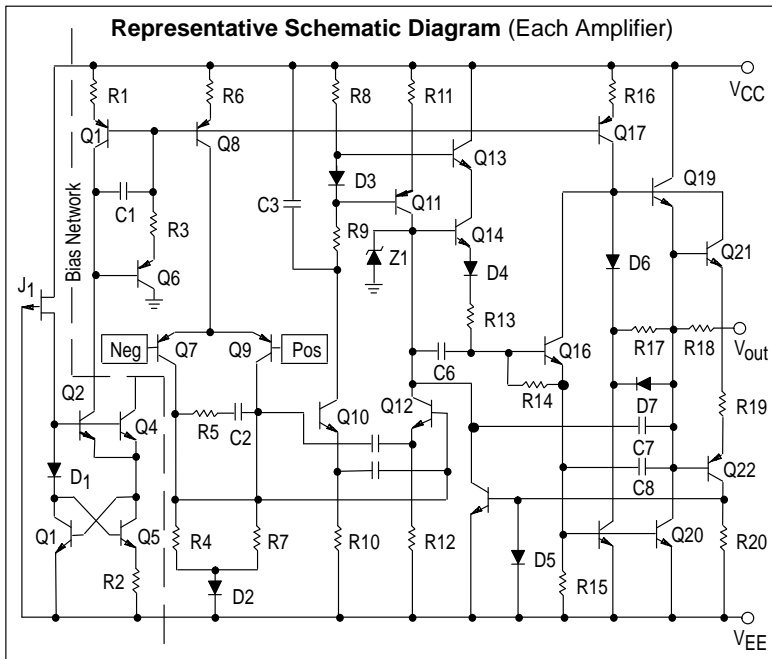 Representative Schematic Diagram (Each Amplifier)
VCC
R1
R6
R8
R11
R16
Q1
Q8
Q17
Q13
Q19
D3
Q11
C1
C3
Bias Network
R3
R9
Q14
Q21
Z1
D6
Q6
D4
J1
R13
R17
R18
Vout
Neg
Q7
Q9
Pos
C6
Q16
R14
D7
R19
Q2
Q4
R5
C2
Q10
Q12
C7
Q22
C8
D1
Q1
Q5
R4
R7
R10
R12
D5
Q20
R20
R2
D2
R15
VEE